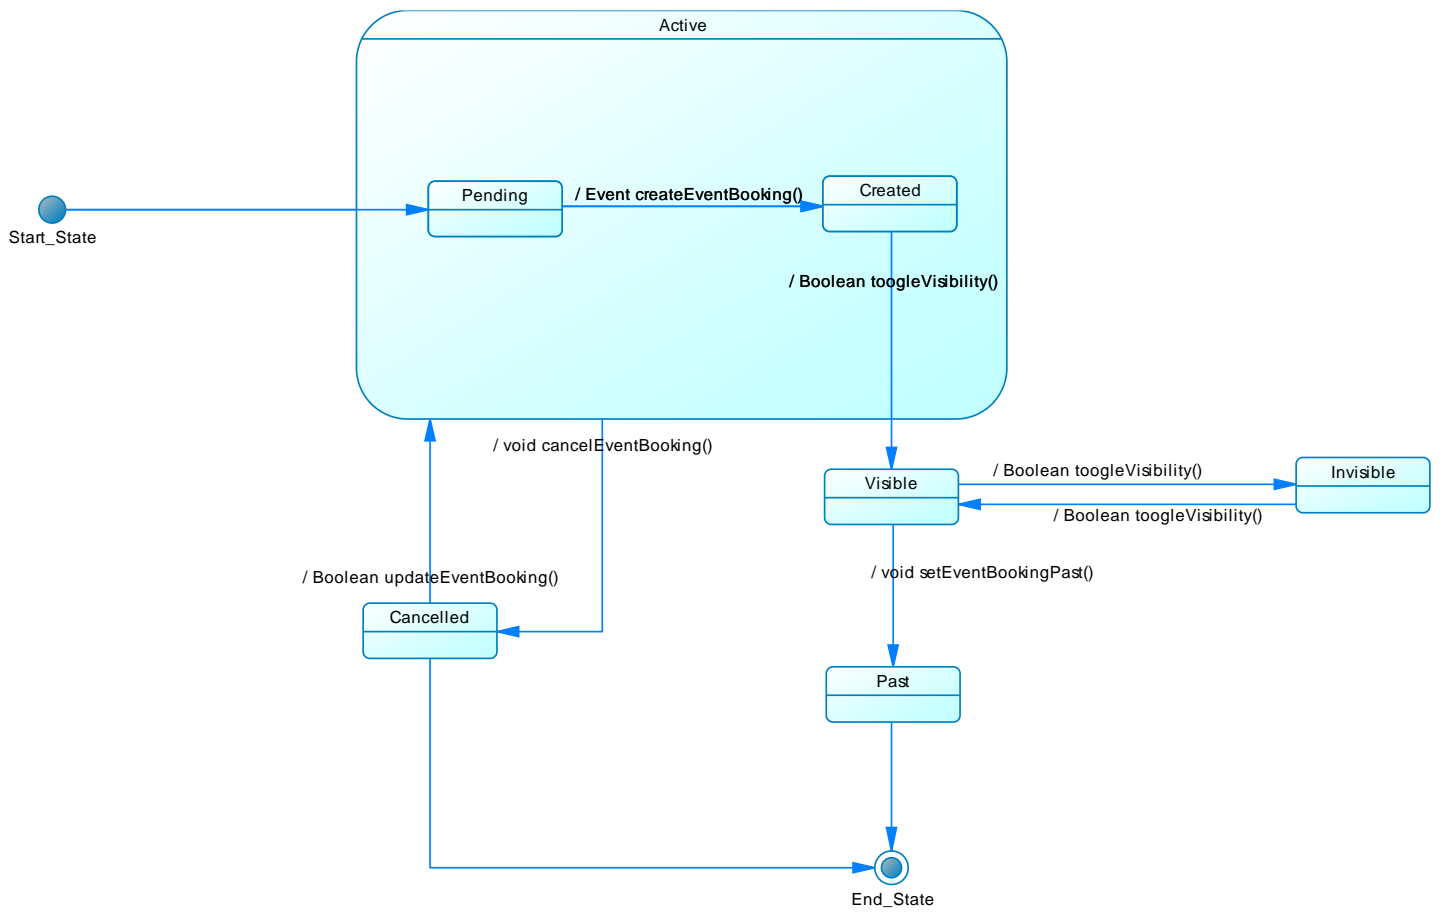 Active
Pending
/ Event createEventBooking()
Created
Start_State
/ Boolean toogleVisibility()
/ void cancelEventBooking()
/ Boolean toogleVisibility()
Invisible
Visible
/ Boolean toogleVisibility()
/ void setEventBookingPast()
/ Boolean updateEventBooking()
Cancelled
Past
End_State